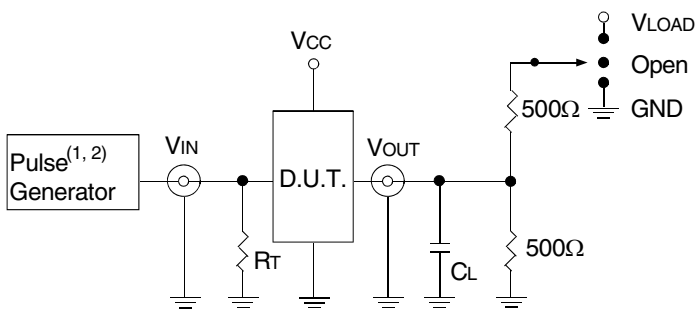 VLOAD
VCC
Open
500Ω
GND
Pulse(1, 2)
Generator
VIN
D.U.T.
VOUT
RT
CL
500Ω